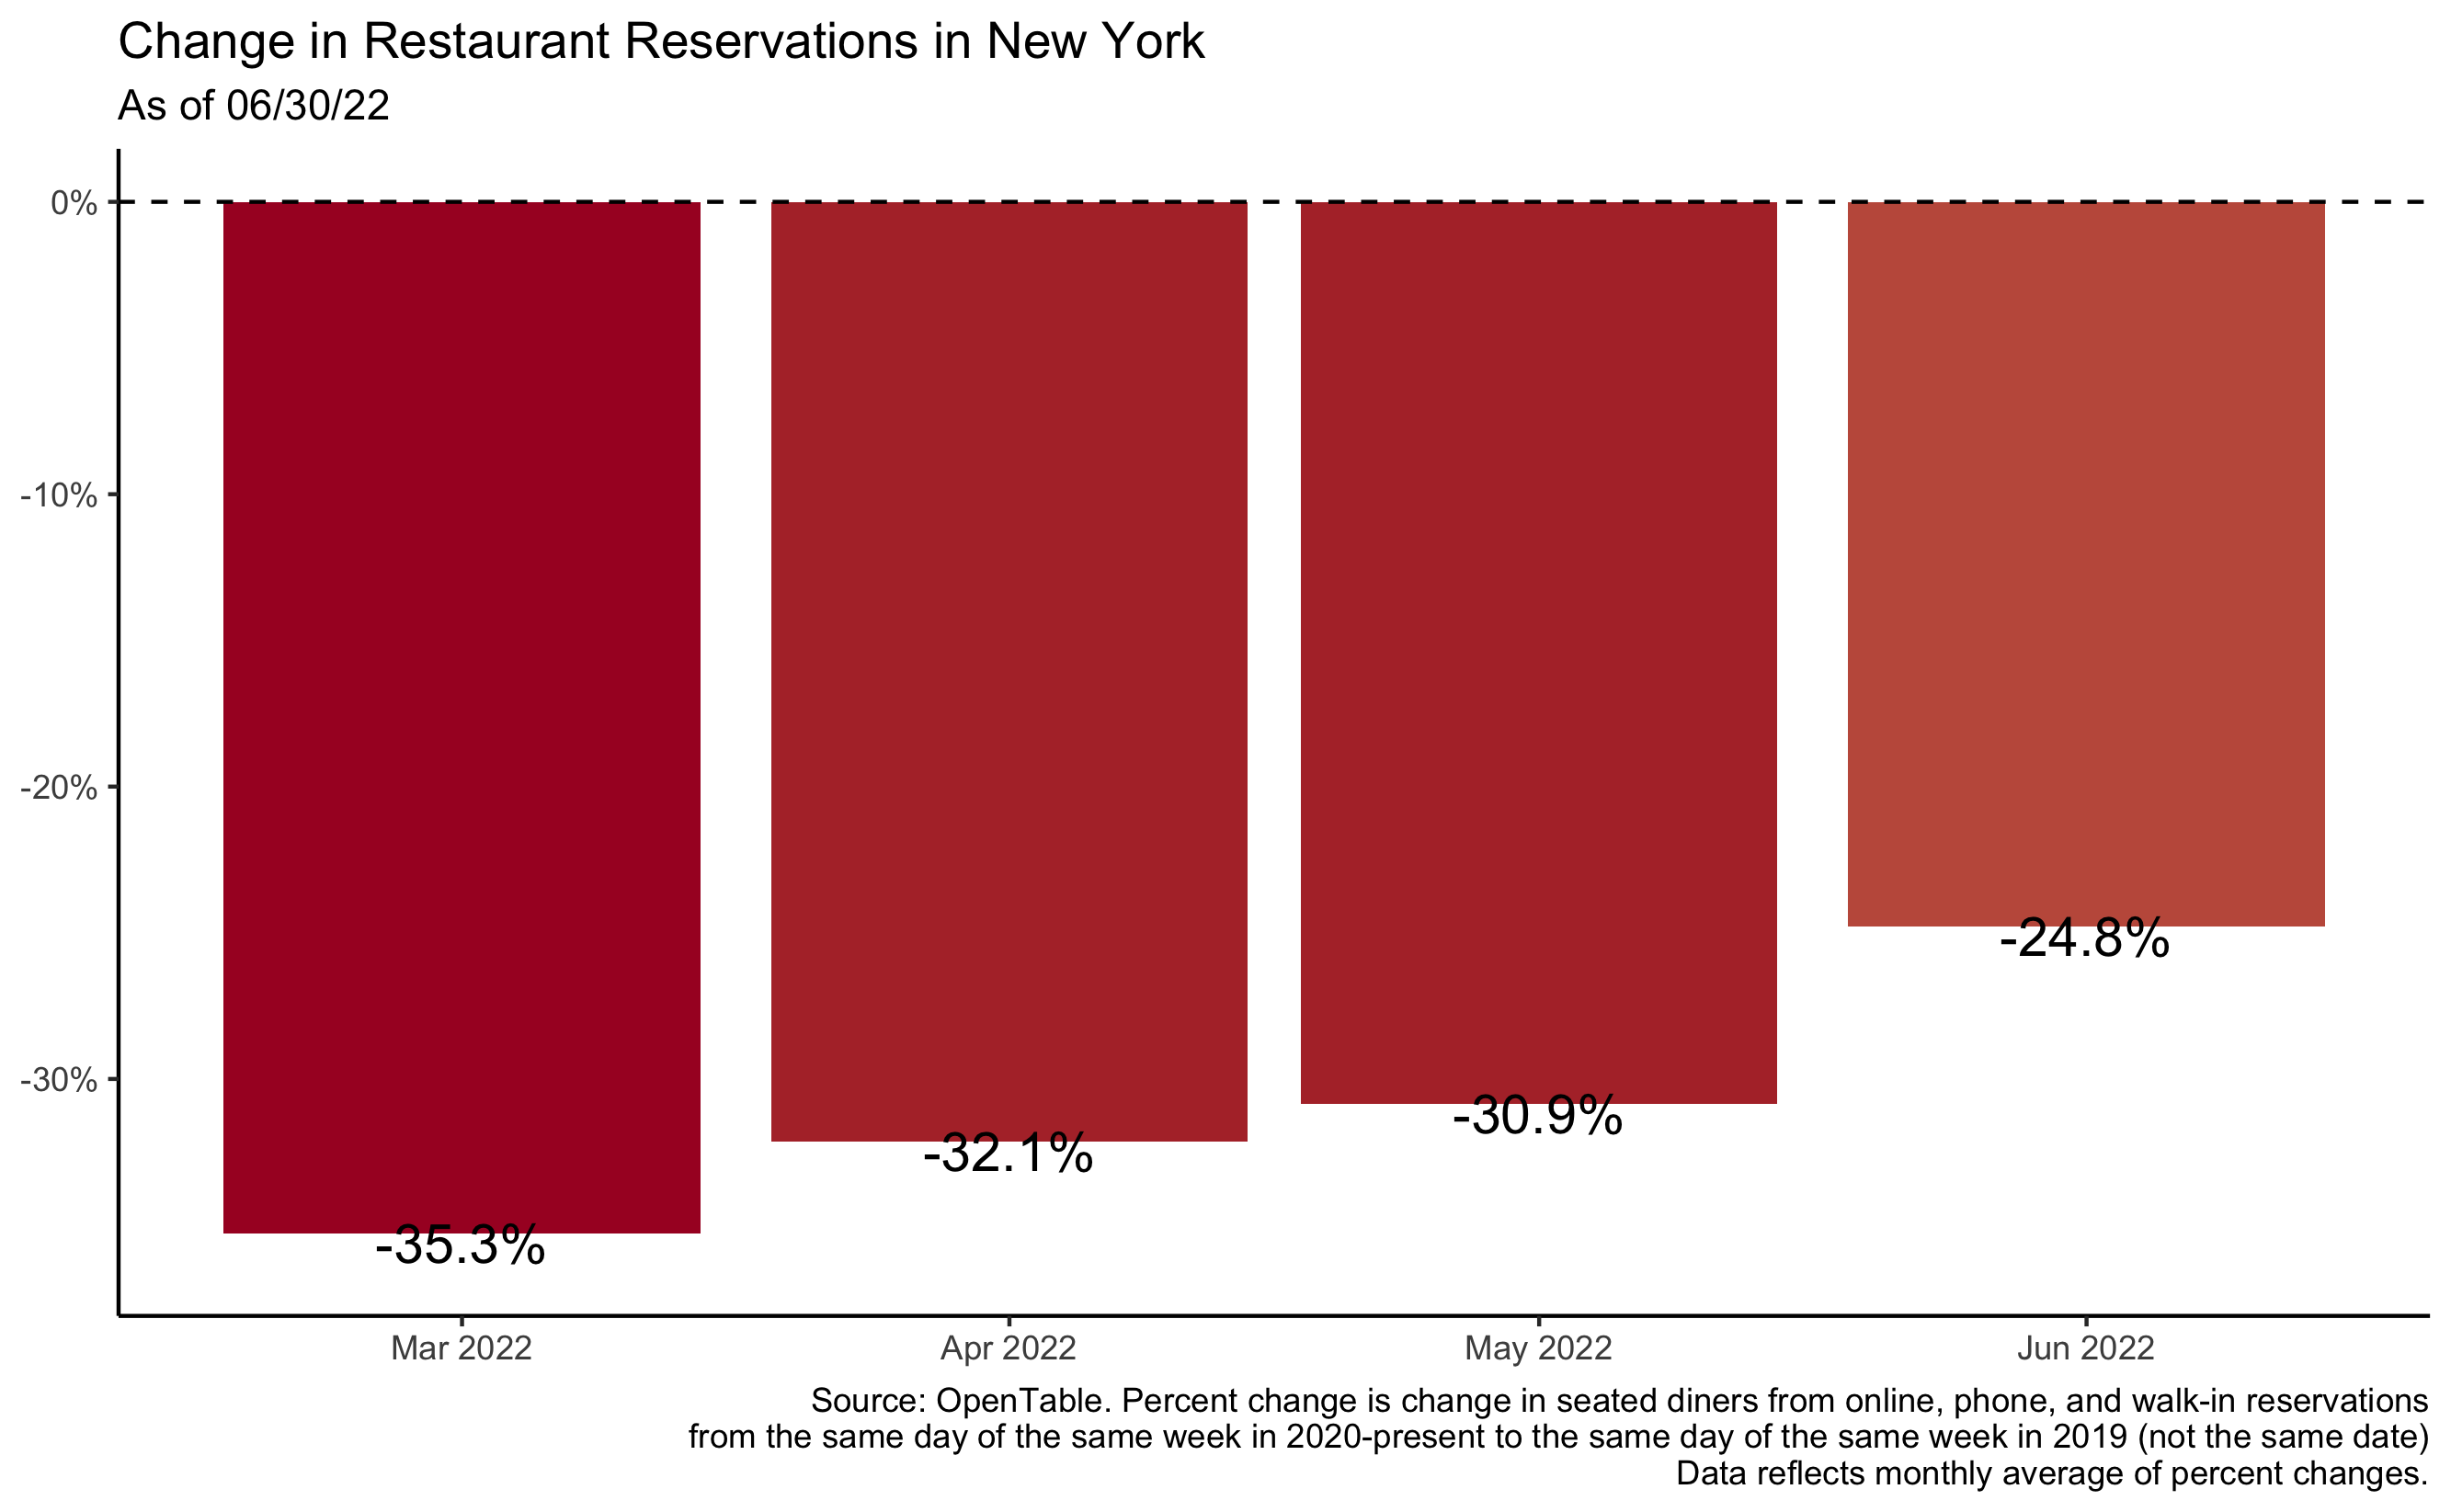 Change in Restaurant Reservations in New York
As of 06/30/22
0%
-10%
-20%
-30%
-35.3%
-32.1%
-30.9%
-24.8%
Mar 2022
Apr 2022
May 2022
Jun 2022
Source: OpenTable. Percent change is change in seated diners from online, phone, and walk-in reservations
from the same day of the same week in 2020-present to the same day of the same week in 2019 (not the same date)
Data reflects monthly average of percent changes.